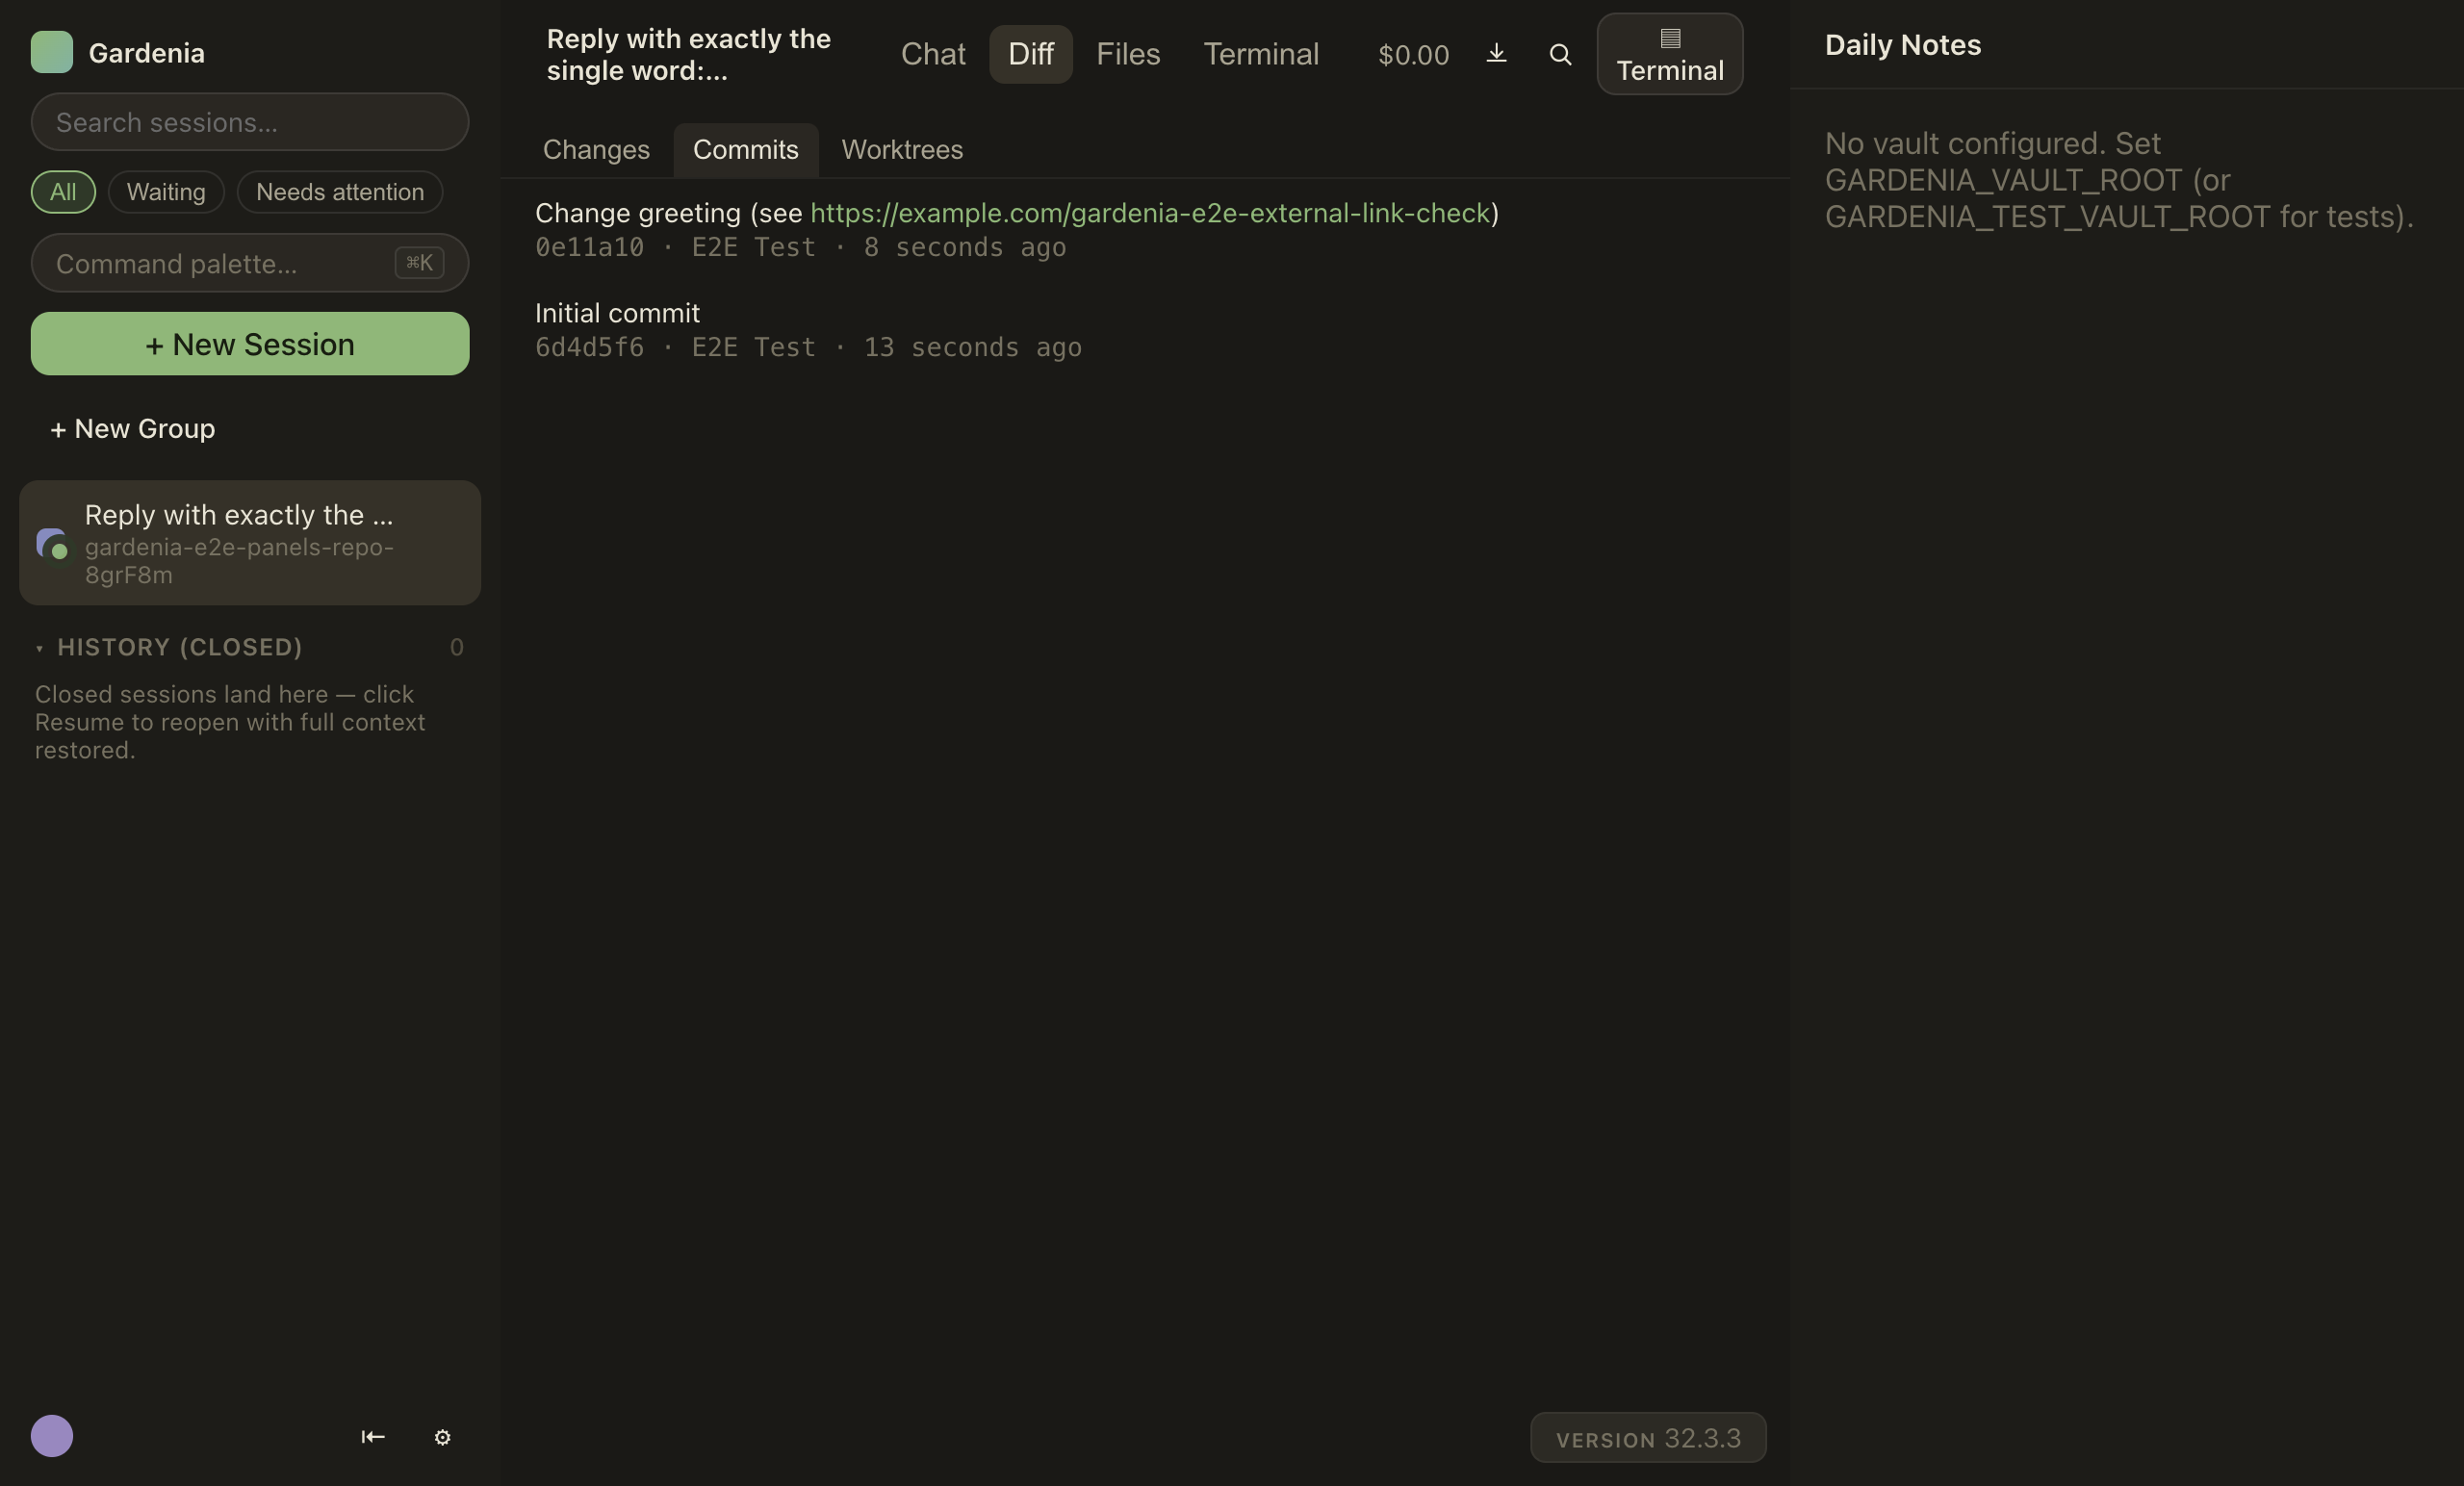 Gardenia
Search sessions...
All
Waiting
Needs attention
Command palette...
⌘K
+ New Session
+ New Group
Reply with exactly the ...
gardenia-e2e-panels-repo-
8grF8m
▾ HISTORY (CLOSED) 0
Closed sessions land here — click
Resume to reopen with full context
restored.
Reply with exactly the
single word:...
Chat
Diff
Files
Terminal
$0.00
Terminal
Changes
Commits
Worktrees
Change greeting (see https://example.com/gardenia-e2e-external-link-check)
0e11a10 · E2E Test · 8 seconds ago
Initial commit
6d4d5f6 · E2E Test · 13 seconds ago
VERSION 32.3.3
Daily Notes
No vault configured. Set
GARDENIA_VAULT_ROOT (or
GARDENIA_TEST_VAULT_ROOT for tests).